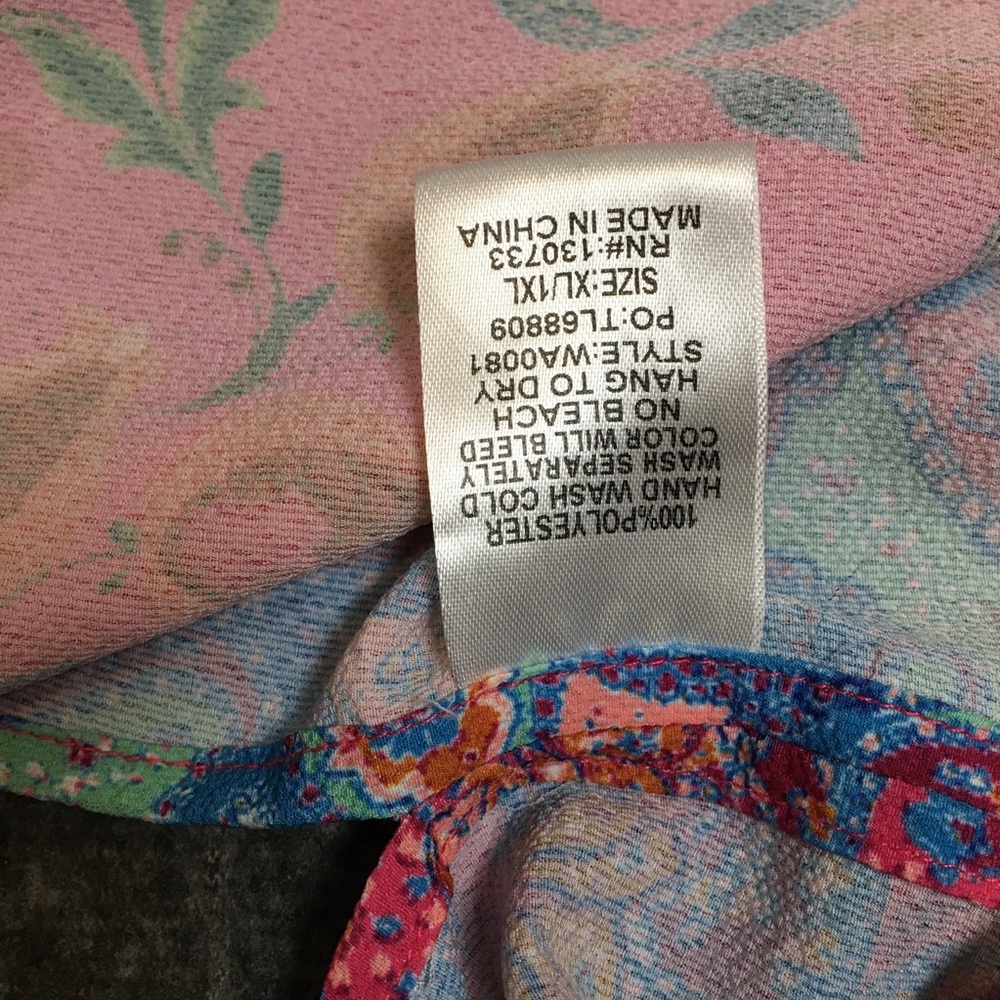 100%POLYESTER
HAND WASH COLD
WASH SEPARATELY
COLOR WILL BLEED
NO BLEACH
HANG TO DRY
STYLE:WA0081
PO:TL68809
SIZE:XL/1XL
RN#:130733
MADE IN CHINA